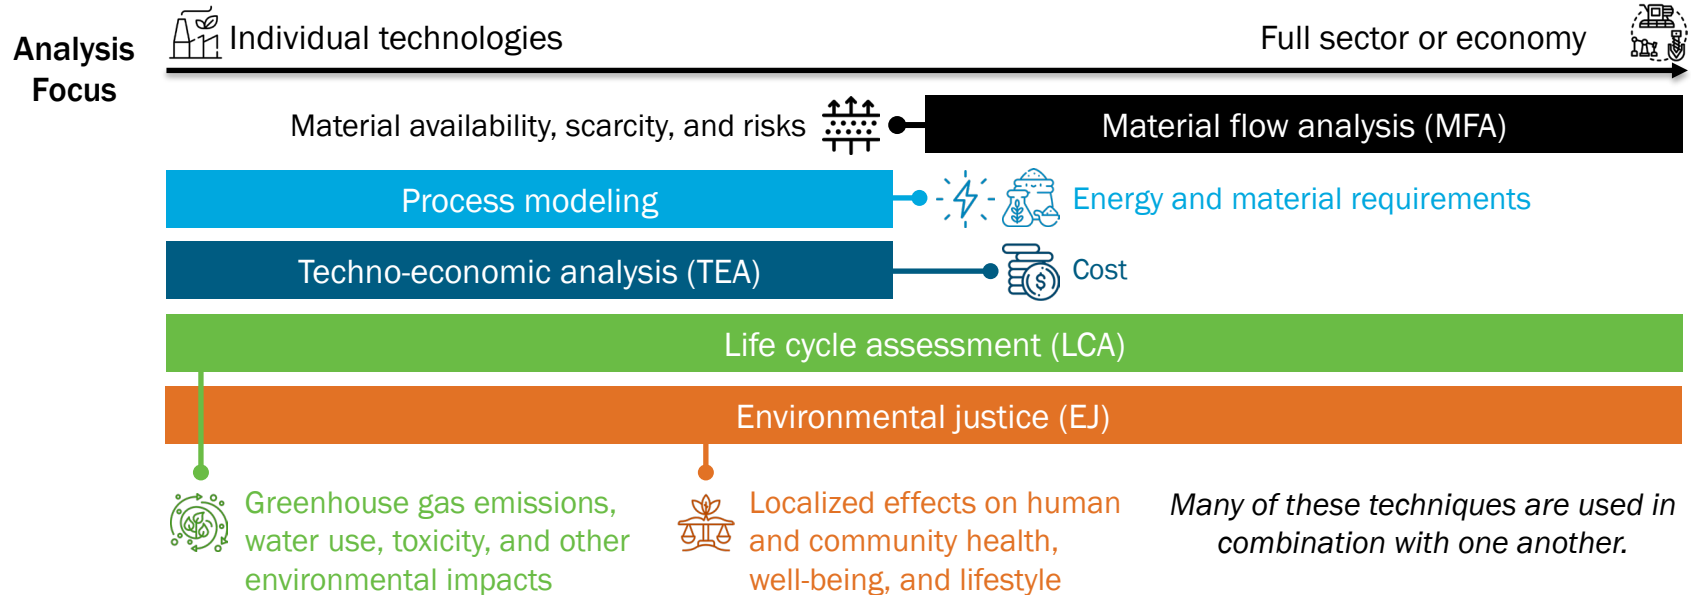 Analysis
Focus
Individual technologies
Full sector or economy
Material availability, scarcity, and risks
Material flow analysis (MFA)
Process modeling
Energy and material requirements
Techno-economic analysis (TEA)
$
Cost
Life cycle assessment (LCA)
Environmental justice (EJ)
Greenhouse gas emissions,
water use, toxicity, and other
environmental impacts
Localized effects on human
and community health,
well-being, and lifestyle
Many of these techniques are used in
combination with one another.